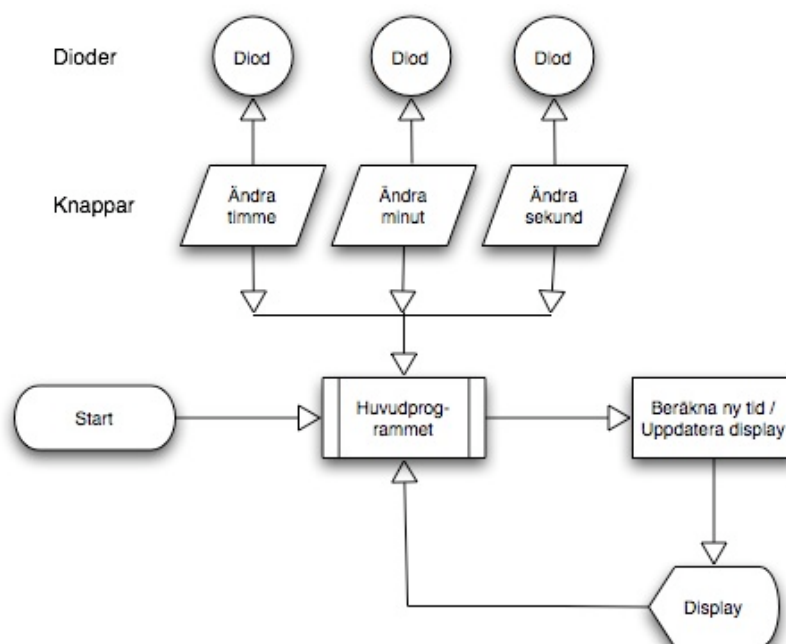 Dioder
Diod
Diod
Diod
Knappar
Ändra
timme
Ändra
minut
Ändra
sekund
Start
Huvudprog-
rammet
Beräkna ny tid /
Uppdatera display
Display